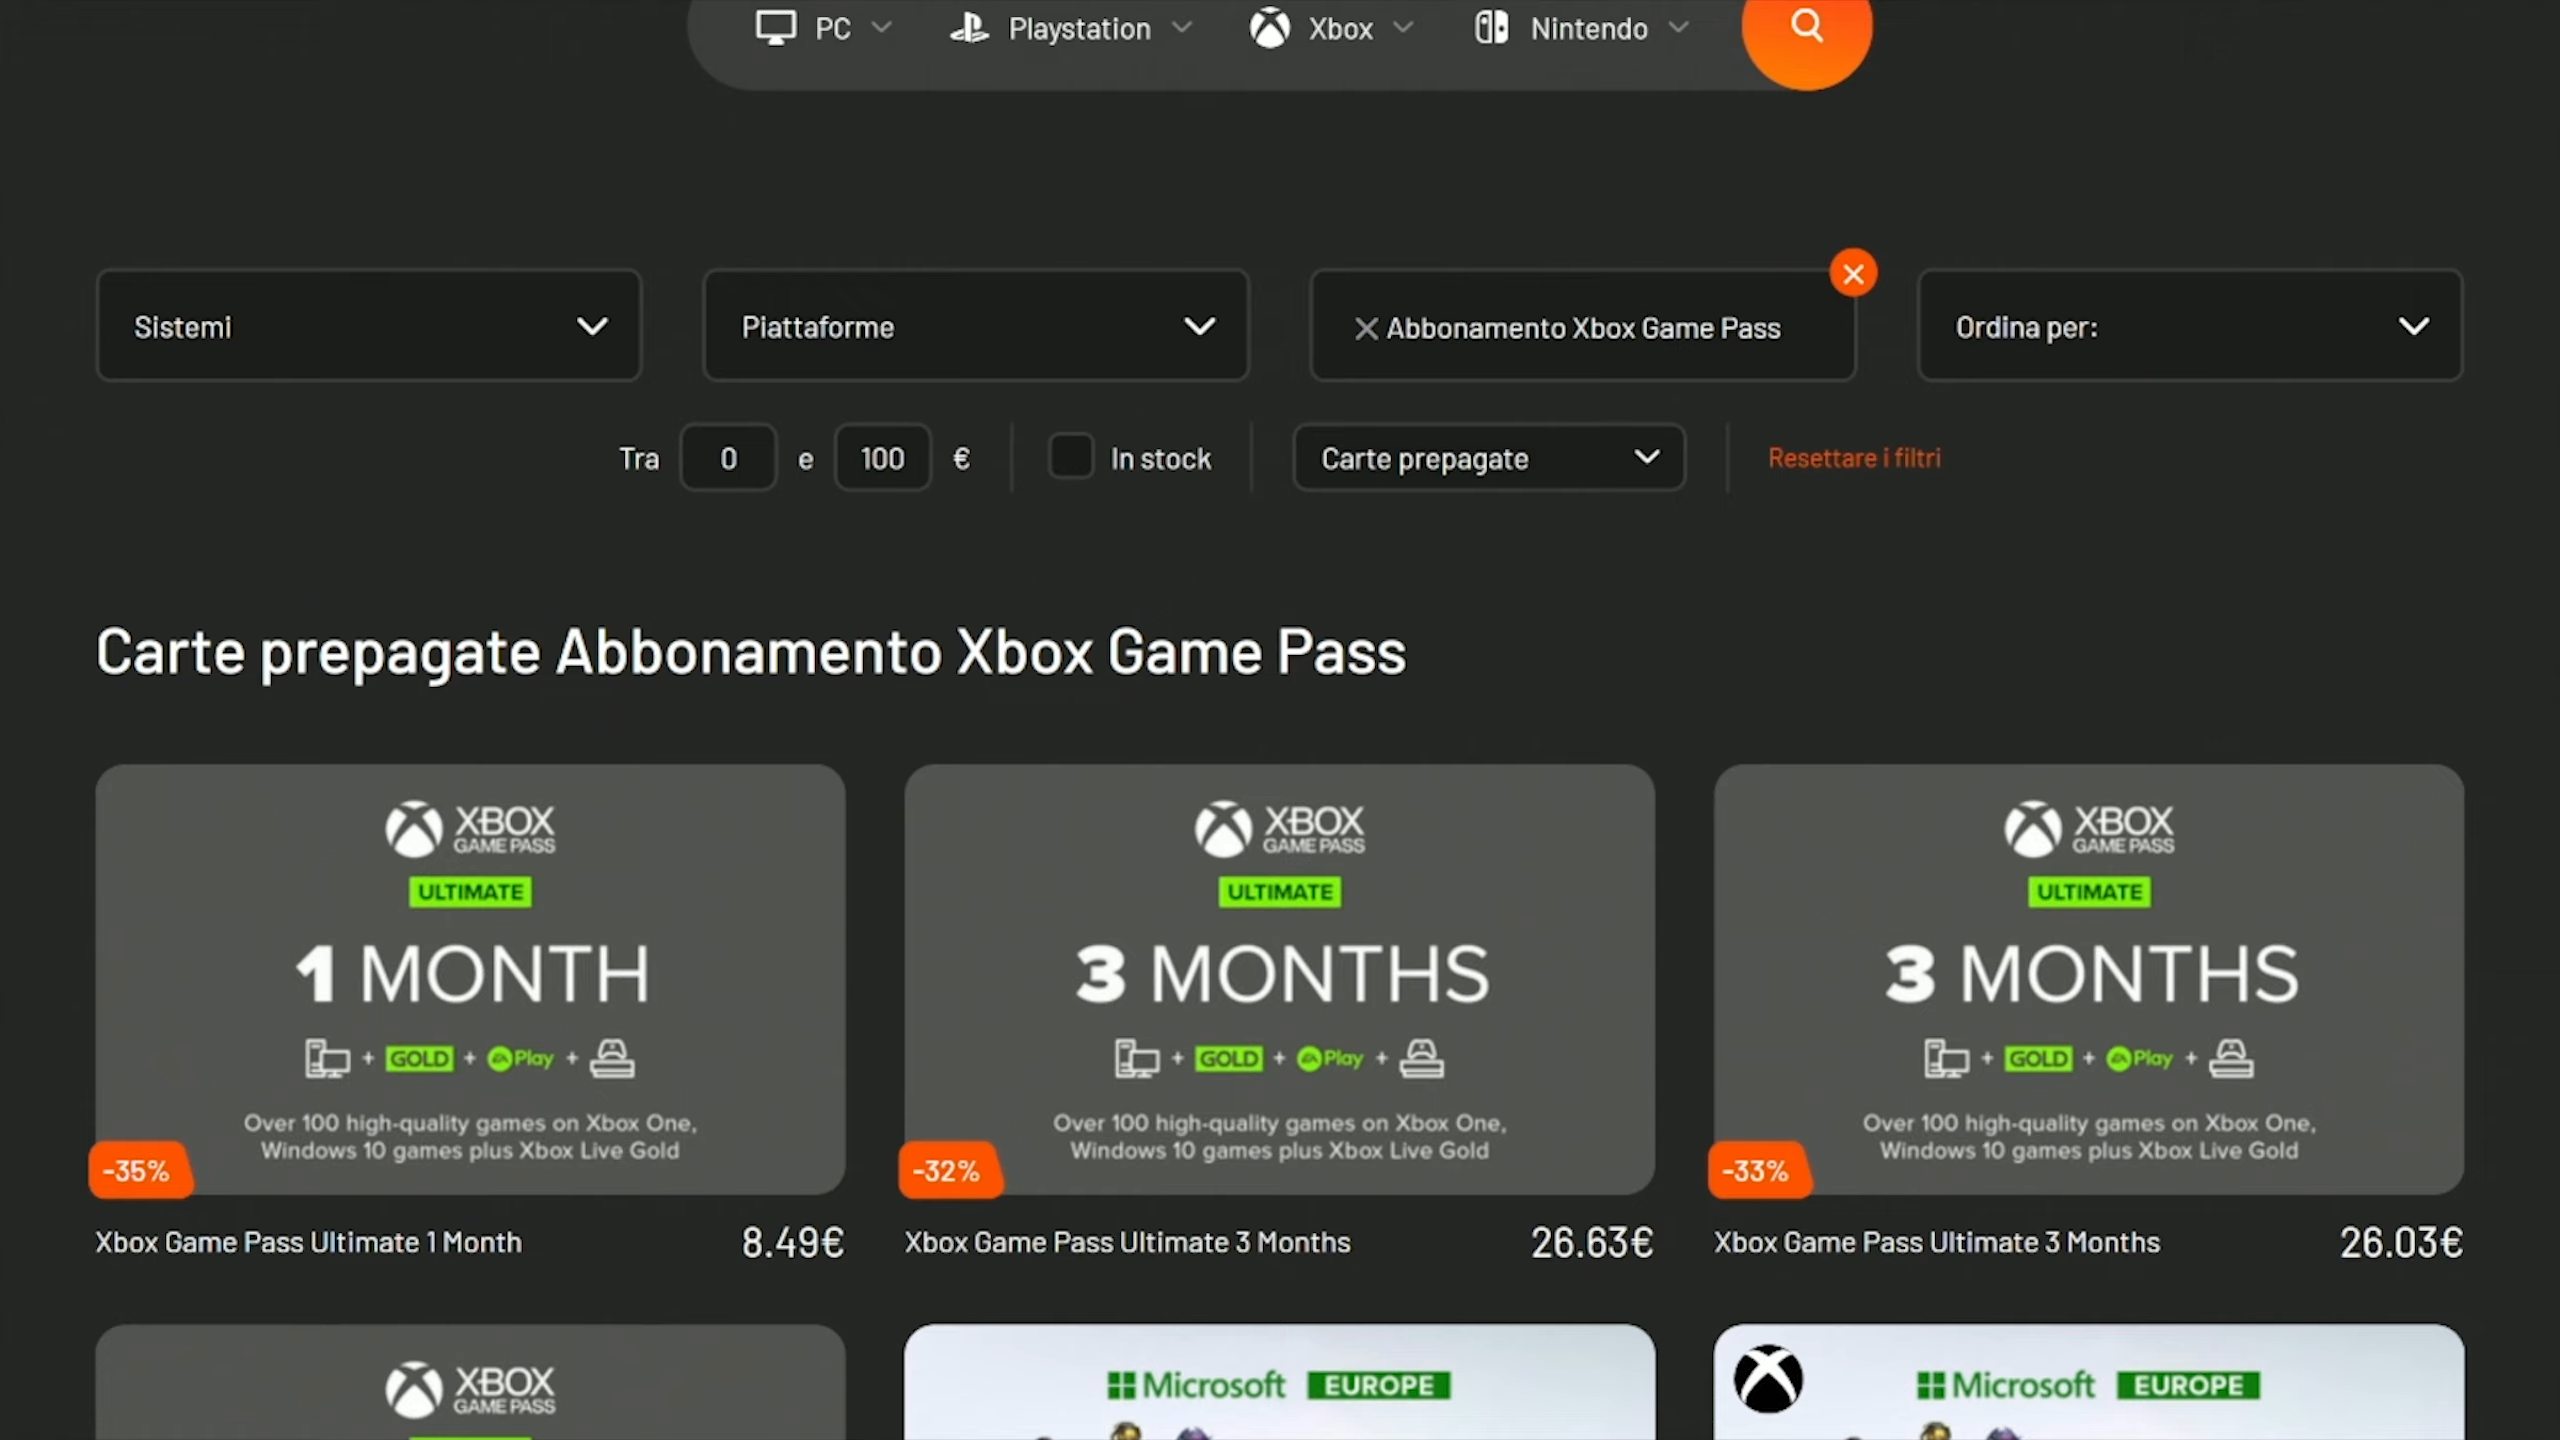 PC Playstation Xbox Nintendo
Sistemi
Piattaforme
Abbonamento Xbox Game Pass
Ordina per:
Tra 0 e 100 € In stock Carte prepagate Resettare i filtri
Carte prepagate Abbonamento Xbox Game Pass
XBOX
GAME PASS
ULTIMATE
1 MONTH
+ GOLD + EA Play +
Over 100 high-quality games on Xbox One,
Windows 10 games plus Xbox Live Gold
-35%
Xbox Game Pass Ultimate 1 Month 8.49€
XBOX
GAME PASS
ULTIMATE
3 MONTHS
+ GOLD + EA Play +
Over 100 high-quality games on Xbox One,
Windows 10 games plus Xbox Live Gold
-32%
Xbox Game Pass Ultimate 3 Months 26.63€
XBOX
GAME PASS
ULTIMATE
3 MONTHS
+ GOLD + EA Play +
Over 100 high-quality games on Xbox One,
Windows 10 games plus Xbox Live Gold
-33%
Xbox Game Pass Ultimate 3 Months 26.03€
XBOX
GAME PASS
Microsoft EUROPE
Microsoft EUROPE